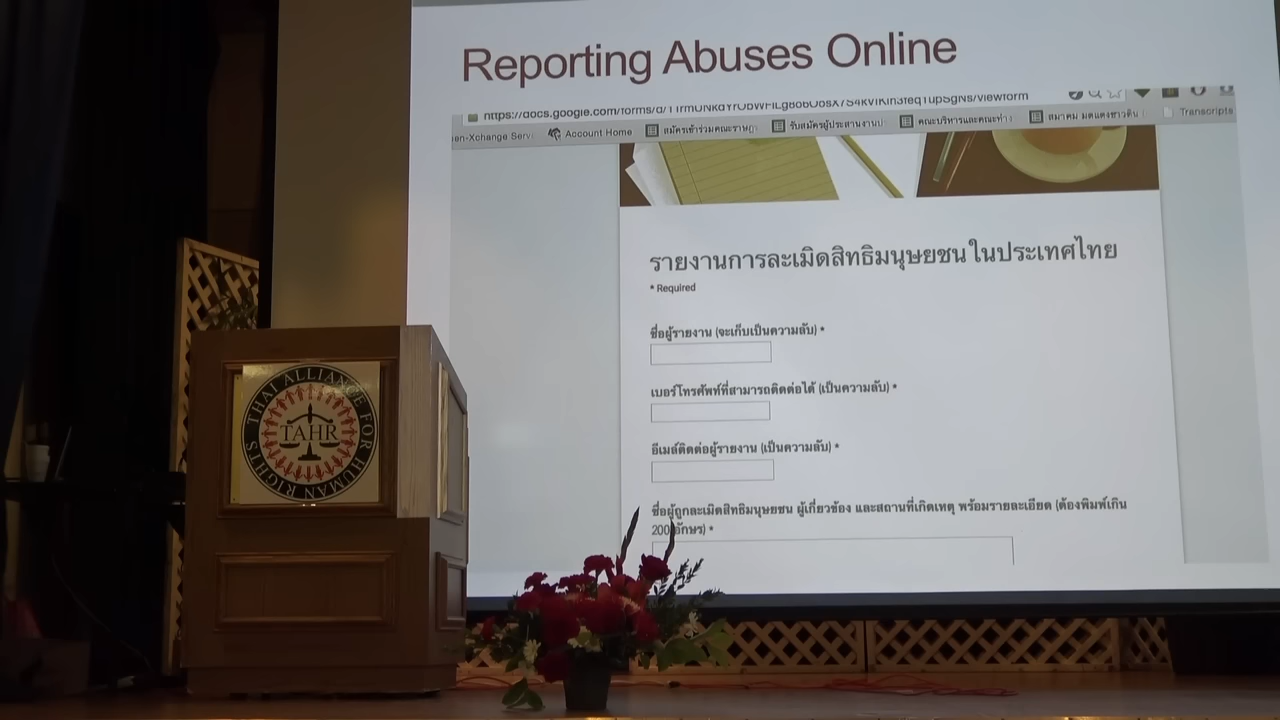 Reporting Abuses Online
Account Home
Transcripts
รายงานการละเมิดสิทธิมนุษยชนในประเทศไทย
* Required
ชื่อผู้รายงาน (จะเก็บเป็นความลับ) *
เบอร์โทรศัพท์ที่สามารถติดต่อได้ (เป็นความลับ) *
อีเมล์ติดต่อผู้รายงาน (เป็นความลับ) *
ชื่อผู้ถูกละเมิดสิทธิมนุษยชน ผู้เกี่ยวข้อง และสถานที่เกิดเหตุ พร้อมรายละเอียด (ต้องพิมพ์เกิน
200 อักษร) *
THAI ALLIANCE FOR HUMAN RIGHTS
TAHR